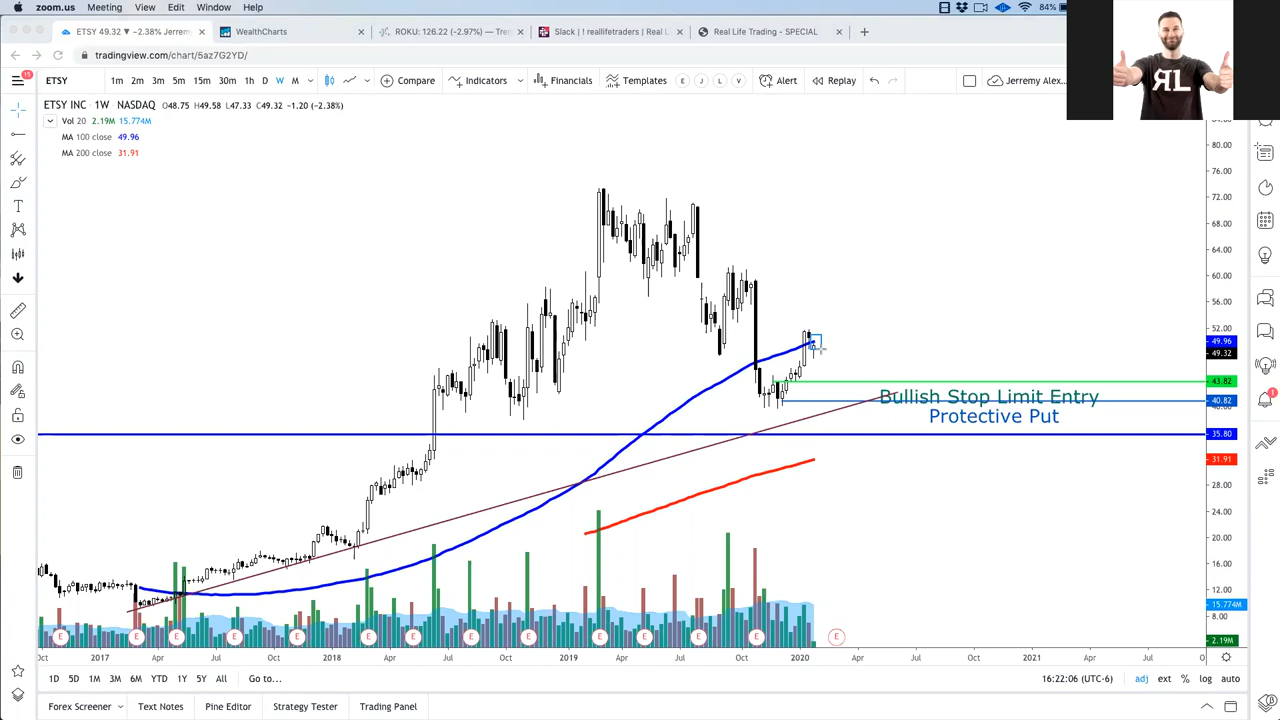 zoom.us Meeting View Edit Window Help 84%
ETSY 49.32 ▼ −2.38% Jerrem WealthCharts ROKU: 126.22 (−2.97%) — Tren Slack | ! reallifetraders | Real L Real Life Trading - SPECIAL
tradingview.com/chart/5az7G2YD/
15 ETSY 1m 2m 3m 5m 15m 30m 1h D W M Compare Indicators Financials Templates E J L V Alert Replay Jeremy Alex...
ЯL
ETSY INC 1W NASDAQ O48.75 H49.58 L47.33 C49.32 −1.20 (−2.38%)
Vol 20 2.19M 15.774M
MA 100 close 49.96
MA 200 close 31.91
80.00
76.00
72.00
68.00
64.00
60.00
56.00
52.00
49.96
49.32
43.82
Bullish Stop Limit Entry 40.82
1
Protective Put
35.80
31.91
28.00
24.00
20.00
16.00
12.00
15.774M
8.00
E E E E E E E E E E E E E E
2.19M
Oct 2017 Apr Jul Oct 2018 Apr Jul Oct 2019 Apr Jul Oct 2020 Apr Jul Oct 2021 Apr Jul
1D 5D 1M 3M 6M YTD 1Y 5Y All Go to... 16:22:06 (UTC-6) adj ext % log auto
Forex Screener Text Notes Pine Editor Strategy Tester Trading Panel